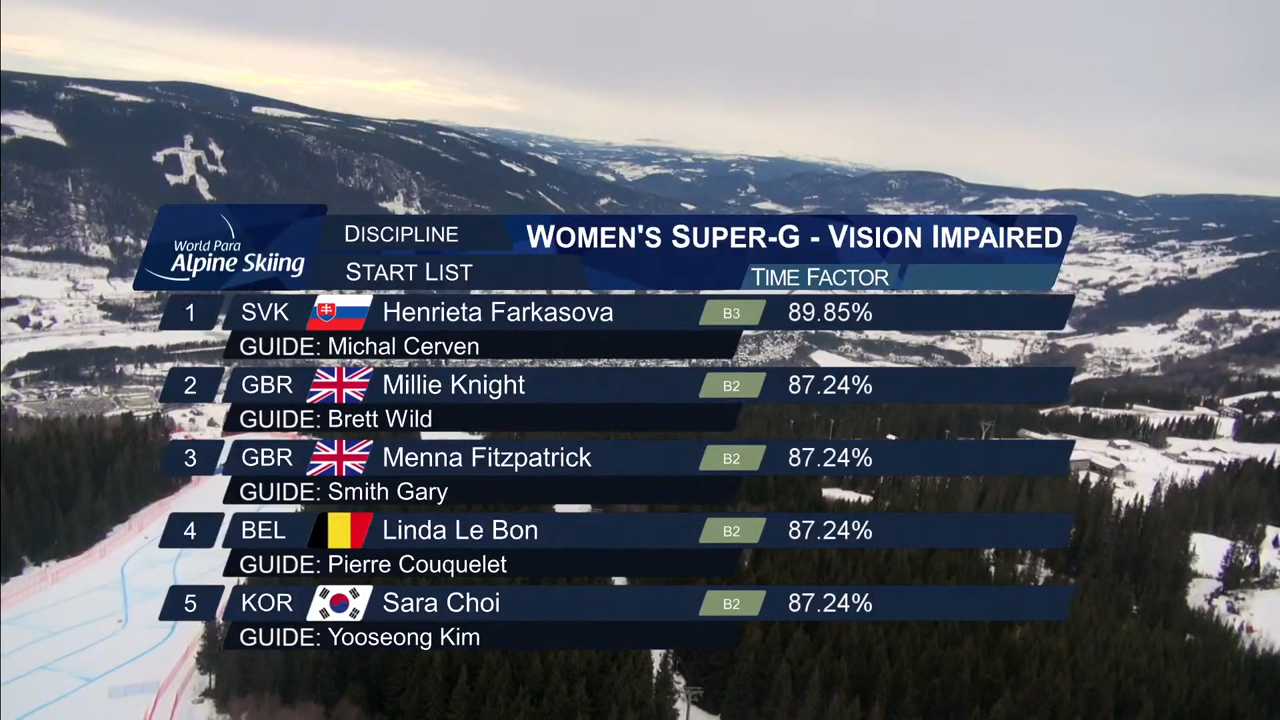 World Para
Alpine Skiing
DISCIPLINE
WOMEN'S SUPER-G - VISION IMPAIRED
START LIST
TIME FACTOR
1 SVK Henrieta Farkasova B3 89.85%
GUIDE: Michal Cerven
2 GBR Millie Knight B2 87.24%
GUIDE: Brett Wild
3 GBR Menna Fitzpatrick B2 87.24%
GUIDE: Smith Gary
4 BEL Linda Le Bon B2 87.24%
GUIDE: Pierre Couquelet
5 KOR Sara Choi B2 87.24%
GUIDE: Yooseong Kim